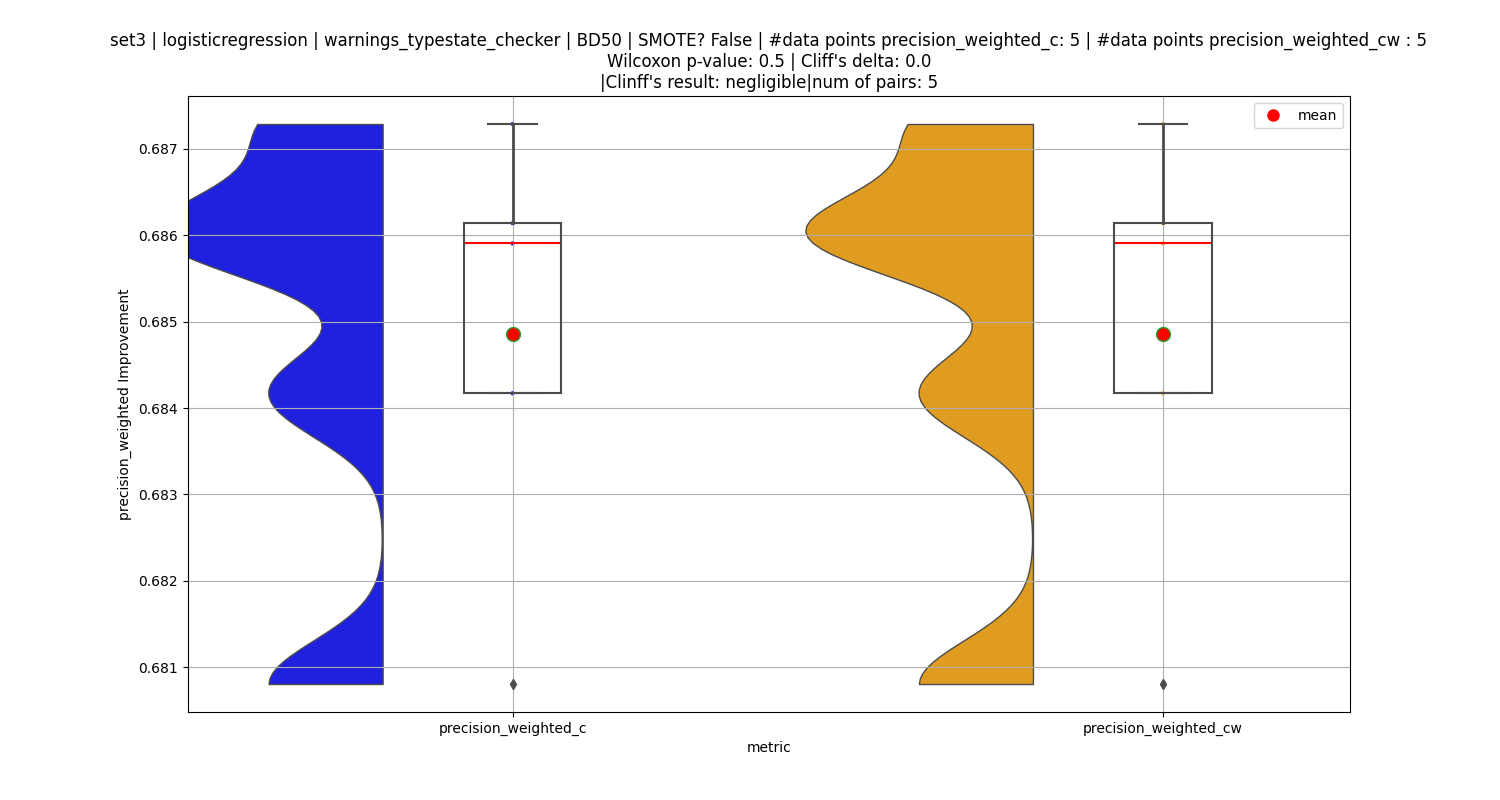 set3 | logisticregression | warnings_typestate_checker | BD50 | SMOTE? False | #data points precision_weighted_c: 5 | #data points precision_weighted_cw : 5
Wilcoxon p-value: 0.5 | Cliff's delta: 0.0
|Clinff's result: negligible|num of pairs: 5
mean
0.687
0.686
0.685
0.684
0.683
0.682
0.681
precision_weighted Improvement
precision_weighted_c
precision_weighted_cw
metric